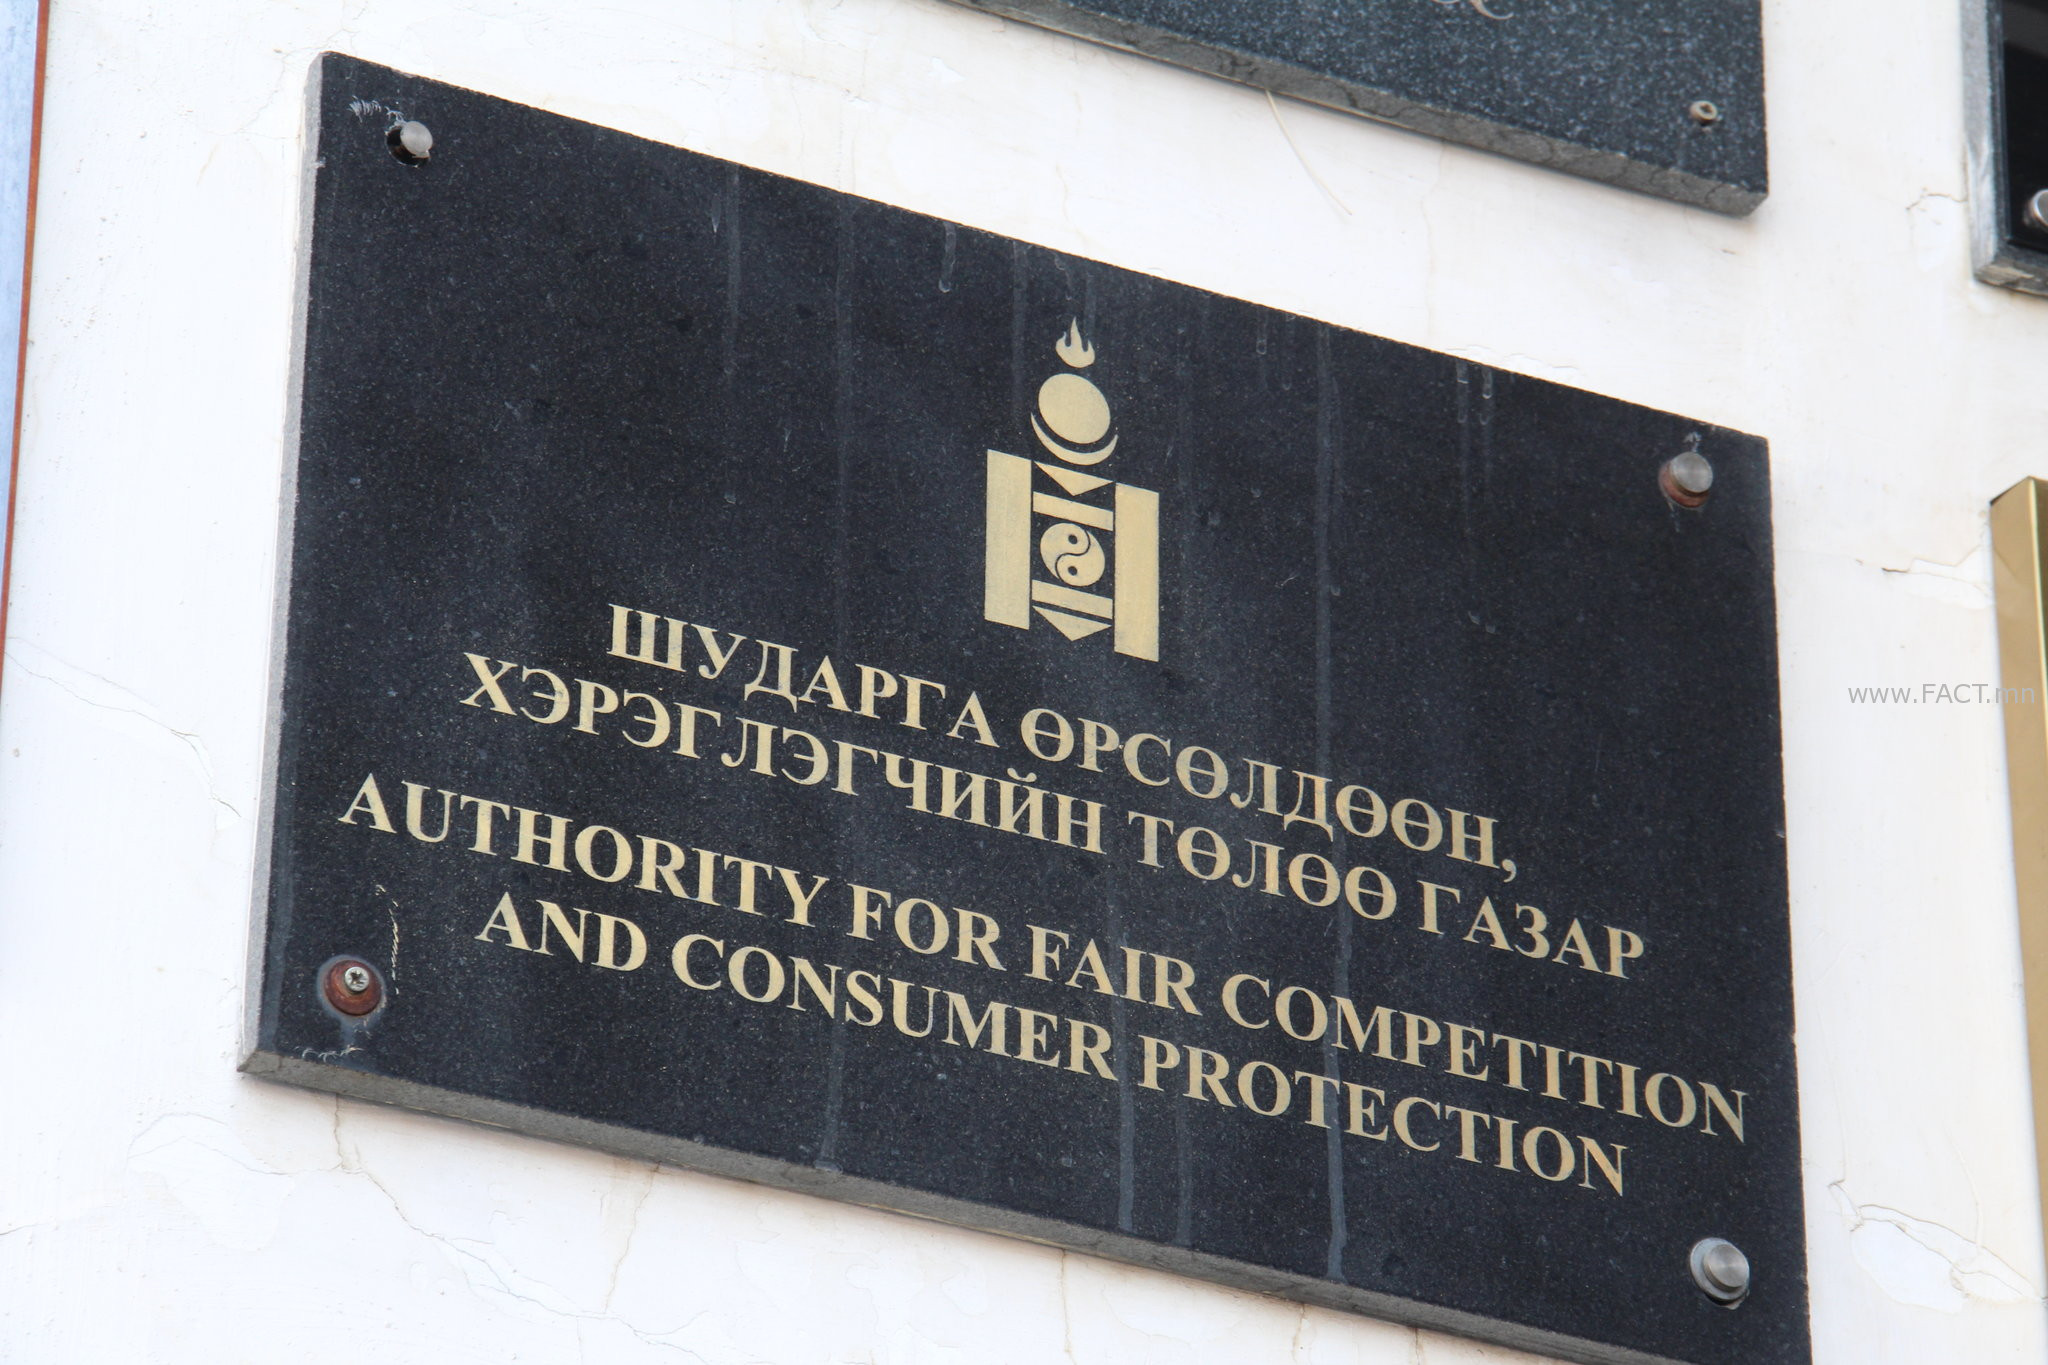 ШУДАРГА ӨРСӨЛДӨӨН,
ХЭРЭГЛЭГЧИЙН ТӨЛӨӨ ГАЗАР
AUTHORITY FOR FAIR COMPETITION
AND CONSUMER PROTECTION
www.FACT.mn